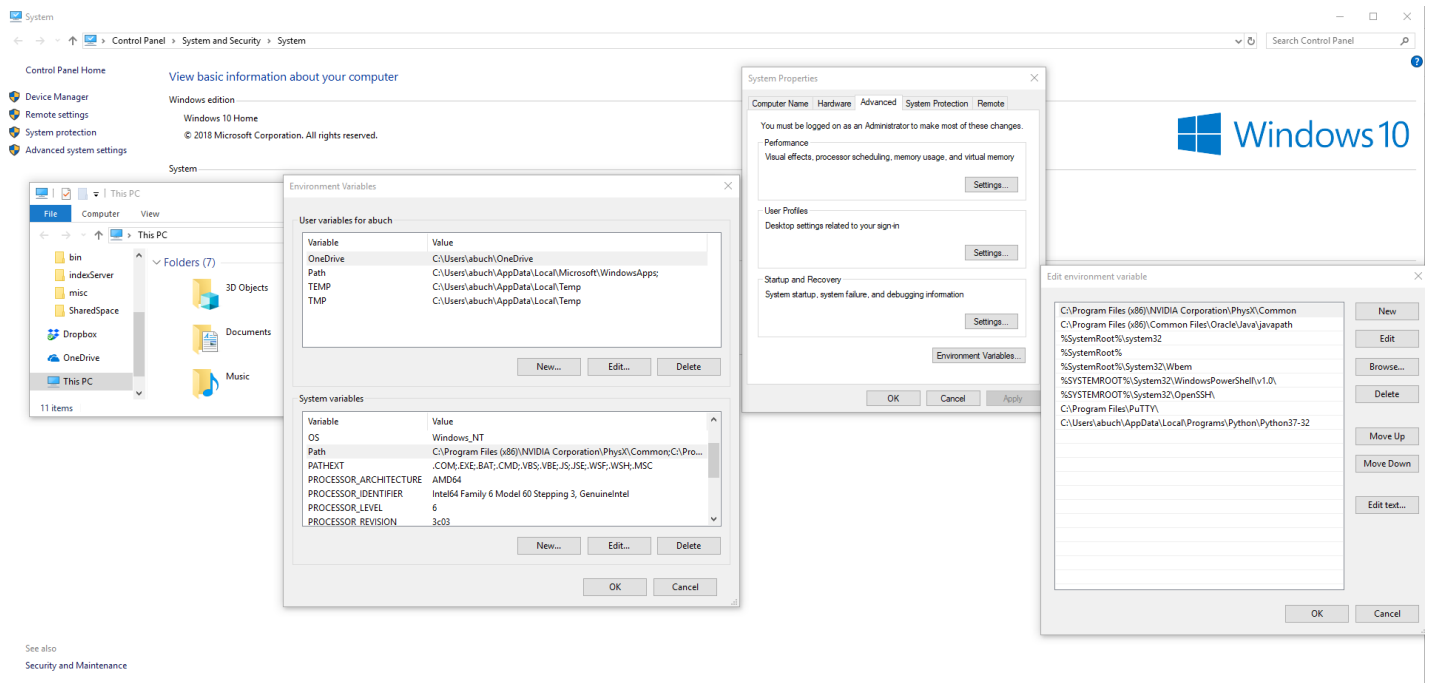 System
Control Panel > System and Security > System
Search Control Panel
Control Panel Home
Device Manager
Remote settings
System protection
Advanced system settings
View basic information about your computer
Windows edition
Windows 10 Home
© 2018 Microsoft Corporation. All rights reserved.
System
Windows 10
This PC
File Computer View
This PC
bin
indexServer
misc
SharedSpace
Dropbox
OneDrive
This PC
11 items
Folders (7)
3D Objects
Documents
Music
Environment Variables
User variables for abuch
Variable Value
OneDrive C:\Users\abuch\OneDrive
Path C:\Users\abuch\AppData\Local\Microsoft\WindowsApps;
TEMP C:\Users\abuch\AppData\Local\Temp
TMP C:\Users\abuch\AppData\Local\Temp
New... Edit... Delete
System variables
Variable Value
OS Windows_NT
Path C:\Program Files (x86)\NVIDIA Corporation\PhysX\Common;C:\Pro...
PATHEXT .COM;.EXE;.BAT;.CMD;.VBS;.VBE;.JS;.JSE;.WSF;.WSH;.MSC
PROCESSOR_ARCHITECTURE AMD64
PROCESSOR_IDENTIFIER Intel64 Family 6 Model 60 Stepping 3, GenuineIntel
PROCESSOR_LEVEL 6
PROCESSOR_REVISION 3c03
New... Edit... Delete
OK Cancel
System Properties
Computer Name Hardware Advanced System Protection Remote
You must be logged on as an Administrator to make most of these changes.
Performance
Visual effects, processor scheduling, memory usage, and virtual memory
Settings...
User Profiles
Desktop settings related to your sign-in
Settings...
Startup and Recovery
System startup, system failure, and debugging information
Settings...
Environment Variables...
OK Cancel Apply
Edit environment variable
C:\Program Files (x86)\NVIDIA Corporation\PhysX\Common
C:\Program Files (x86)\Common Files\Oracle\Java\javapath
%SystemRoot%\system32
%SystemRoot%
%SystemRoot%\System32\Wbem
%SYSTEMROOT%\System32\WindowsPowerShell\v1.0\
%SYSTEMROOT%\System32\OpenSSH\
C:\Program Files\PuTTY\
C:\Users\abuch\AppData\Local\Programs\Python\Python37-32
New
Edit
Browse...
Delete
Move Up
Move Down
Edit text...
OK Cancel
See also
Security and Maintenance